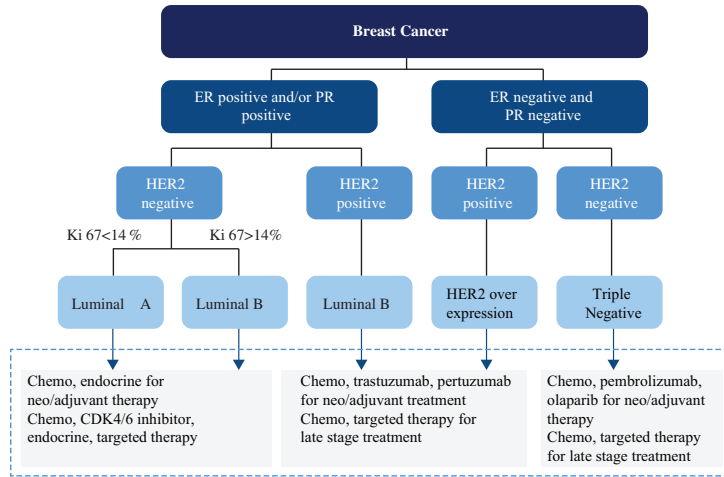 Breast Cancer
ER positive and/or PR
positive
ER negative and
PR negative
HER2
negative
HER2
positive
HER2
positive
HER2
negative
Ki 67<14 %
Ki 67>14%
Luminal A
Luminal B
Luminal B
HER2 over
expression
Triple
Negative
Chemo, endocrine for
neo/adjuvant therapy
Chemo, CDK4/6 inhibitor,
endocrine, targeted therapy
Chemo, trastuzumab, pertuzumab
for neo/adjuvant treatment
Chemo, targeted therapy for
late stage treatment
Chemo, pembrolizumab,
olaparib for neo/adjuvant
therapy
Chemo, targeted therapy
for late stage treatment